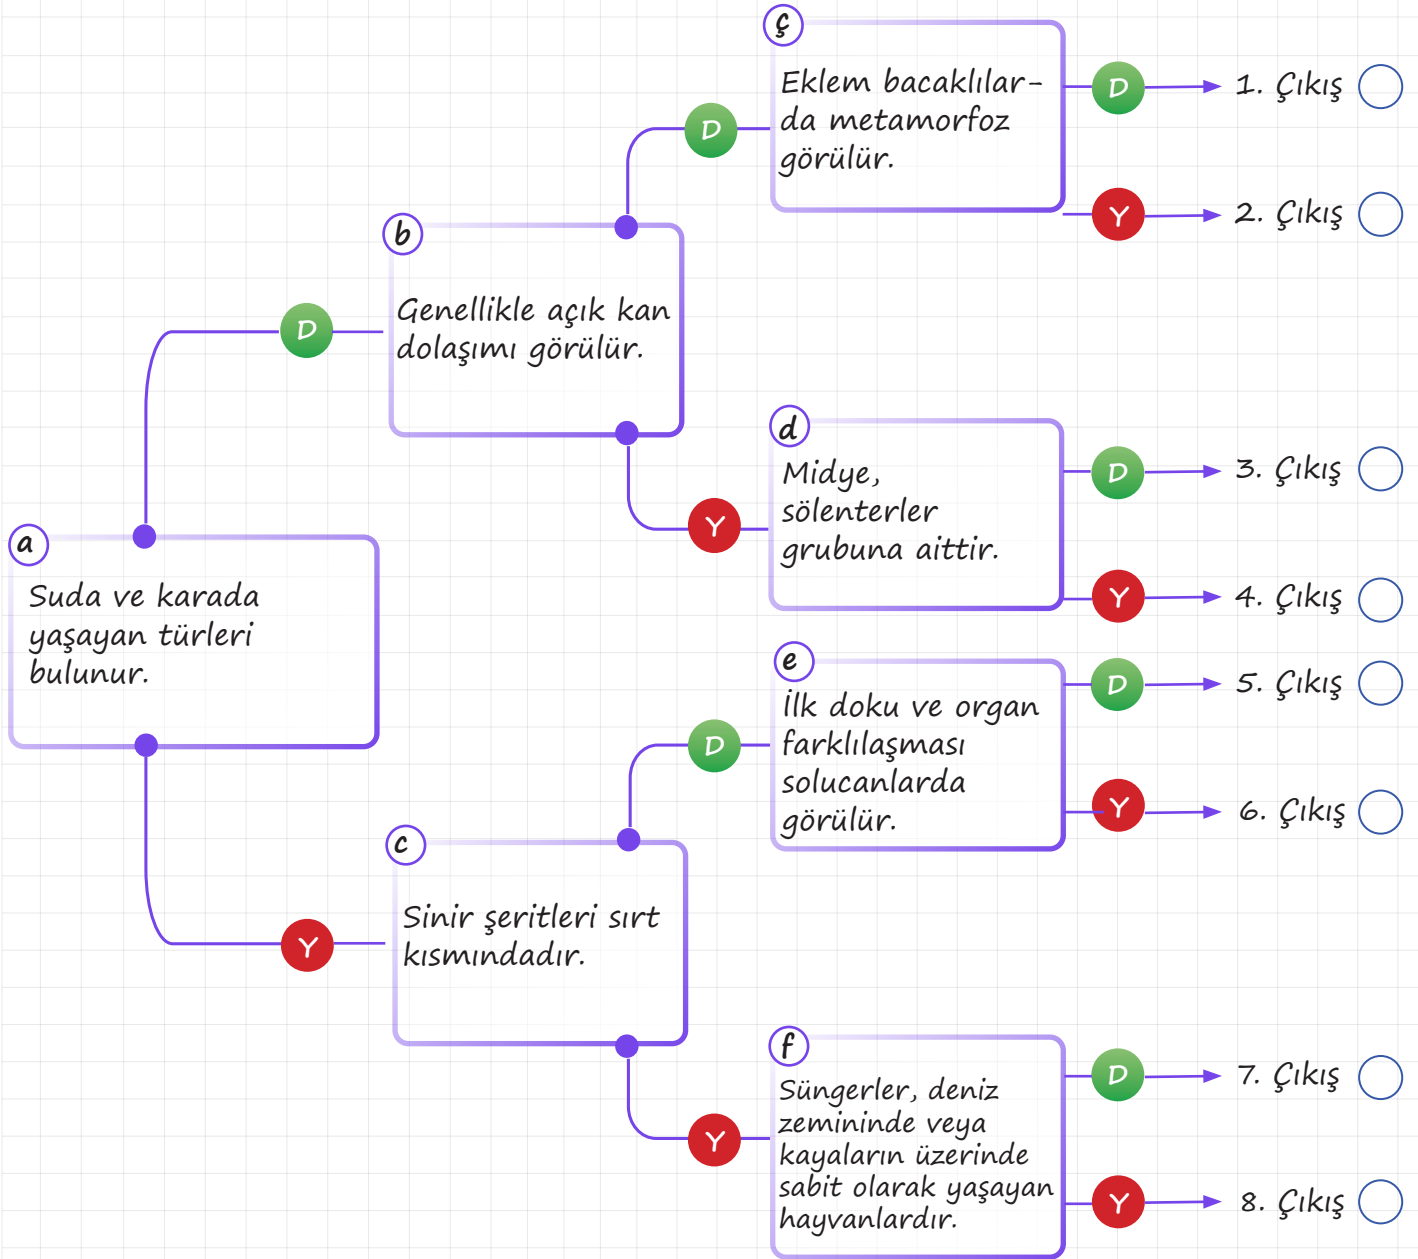 ç
Eklem bacaklılar-
da metamorfoz
görülür.
D
1. Çıkış
Y
2. Çıkış
D
b
Genellikle açık kan
dolaşımı görülür.
D
Y
d
Midye,
sölenterler
grubuna aittir.
D
3. Çıkış
Y
4. Çıkış
a
Suda ve karada
yaşayan türleri
bulunur.
e
İlk doku ve organ
farklılaşması
solucanlarda
görülür.
D
5. Çıkış
Y
6. Çıkış
D
c
Sinir şeritleri sırt
kısmındadır.
Y
Y
f
Süngerler, deniz
zemininde veya
kayaların üzerinde
sabit olarak yaşayan
hayvanlardır.
D
7. Çıkış
Y
8. Çıkış